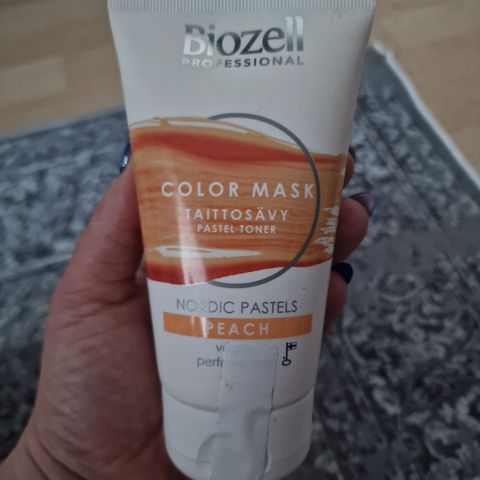 Biozell
PROFESSIONAL
COLOR MASK
TAITTOSÄVY
PASTEL TONER
NORDIC PASTELS
PEACH